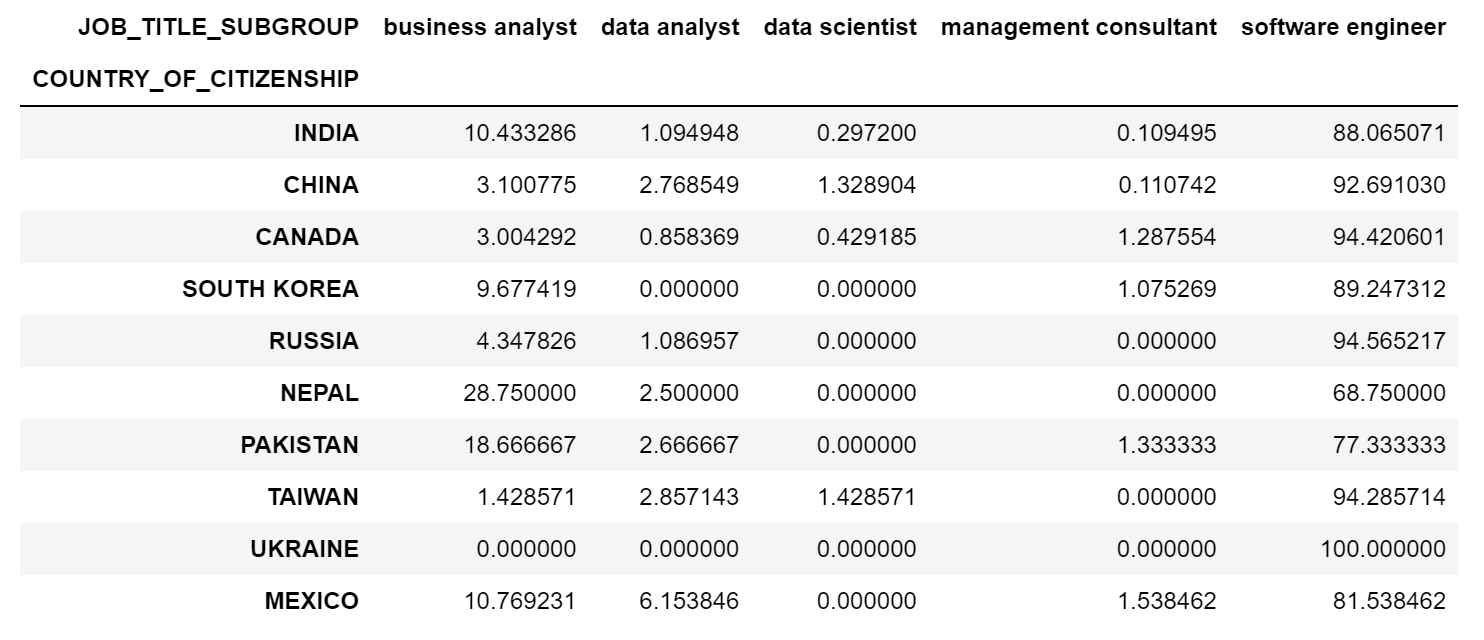 JOB_TITLE_SUBGROUP business analyst data analyst data scientist management consultant software engineer
COUNTRY_OF_CITIZENSHIP
INDIA 10.433286 1.094948 0.297200 0.109495 88.065071
CHINA 3.100775 2.768549 1.328904 0.110742 92.691030
CANADA 3.004292 0.858369 0.429185 1.287554 94.420601
SOUTH KOREA 9.677419 0.000000 0.000000 1.075269 89.247312
RUSSIA 4.347826 1.086957 0.000000 0.000000 94.565217
NEPAL 28.750000 2.500000 0.000000 0.000000 68.750000
PAKISTAN 18.666667 2.666667 0.000000 1.333333 77.333333
TAIWAN 1.428571 2.857143 1.428571 0.000000 94.285714
UKRAINE 0.000000 0.000000 0.000000 0.000000 100.000000
MEXICO 10.769231 6.153846 0.000000 1.538462 81.538462